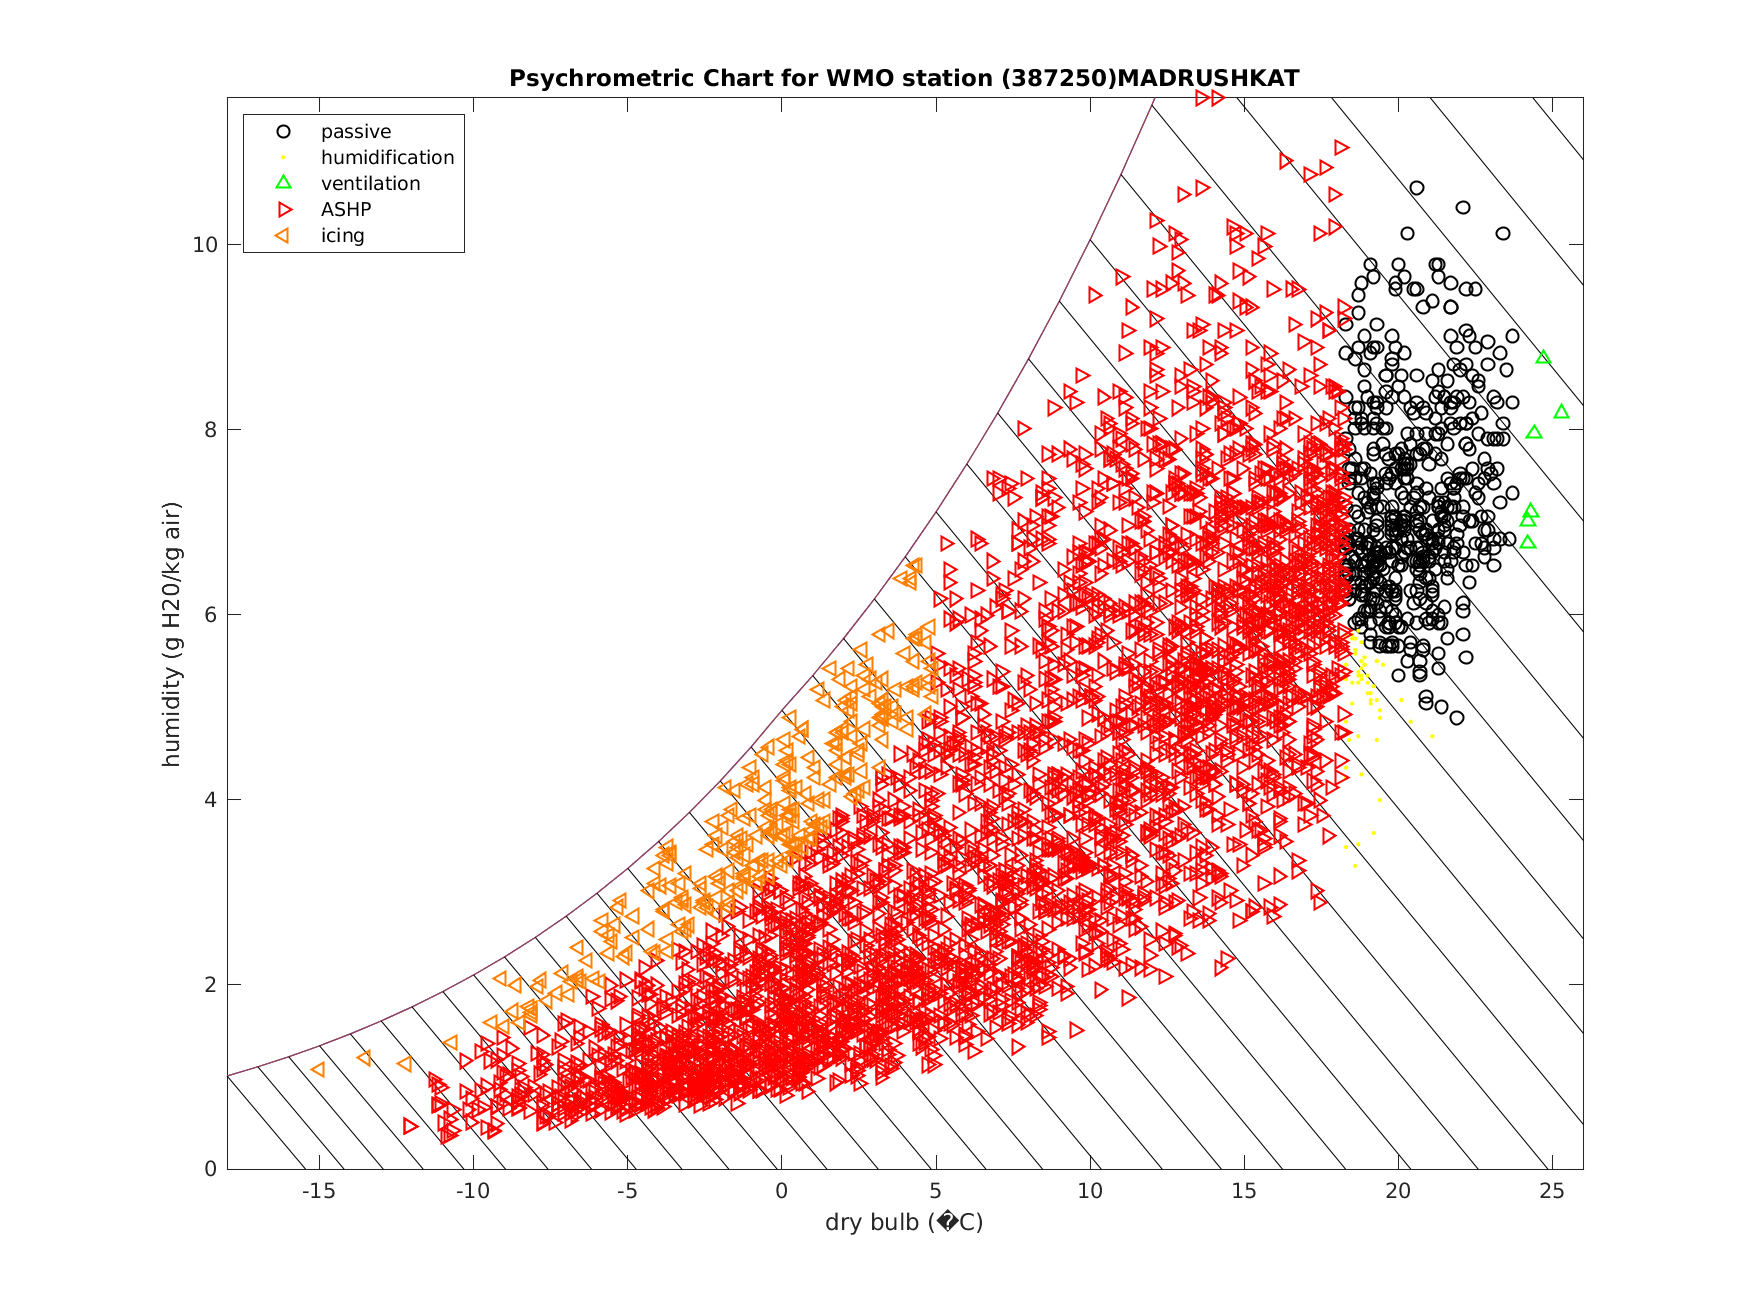 Psychrometric Chart for WMO station (387250)MADRUSHKAT
passive
humidification
ventilation
ASHP
icing
humidity (g H20/kg air)
10
8
6
4
2
0
-15 -10 -5 0 5 10 15 20 25
dry bulb (�C)